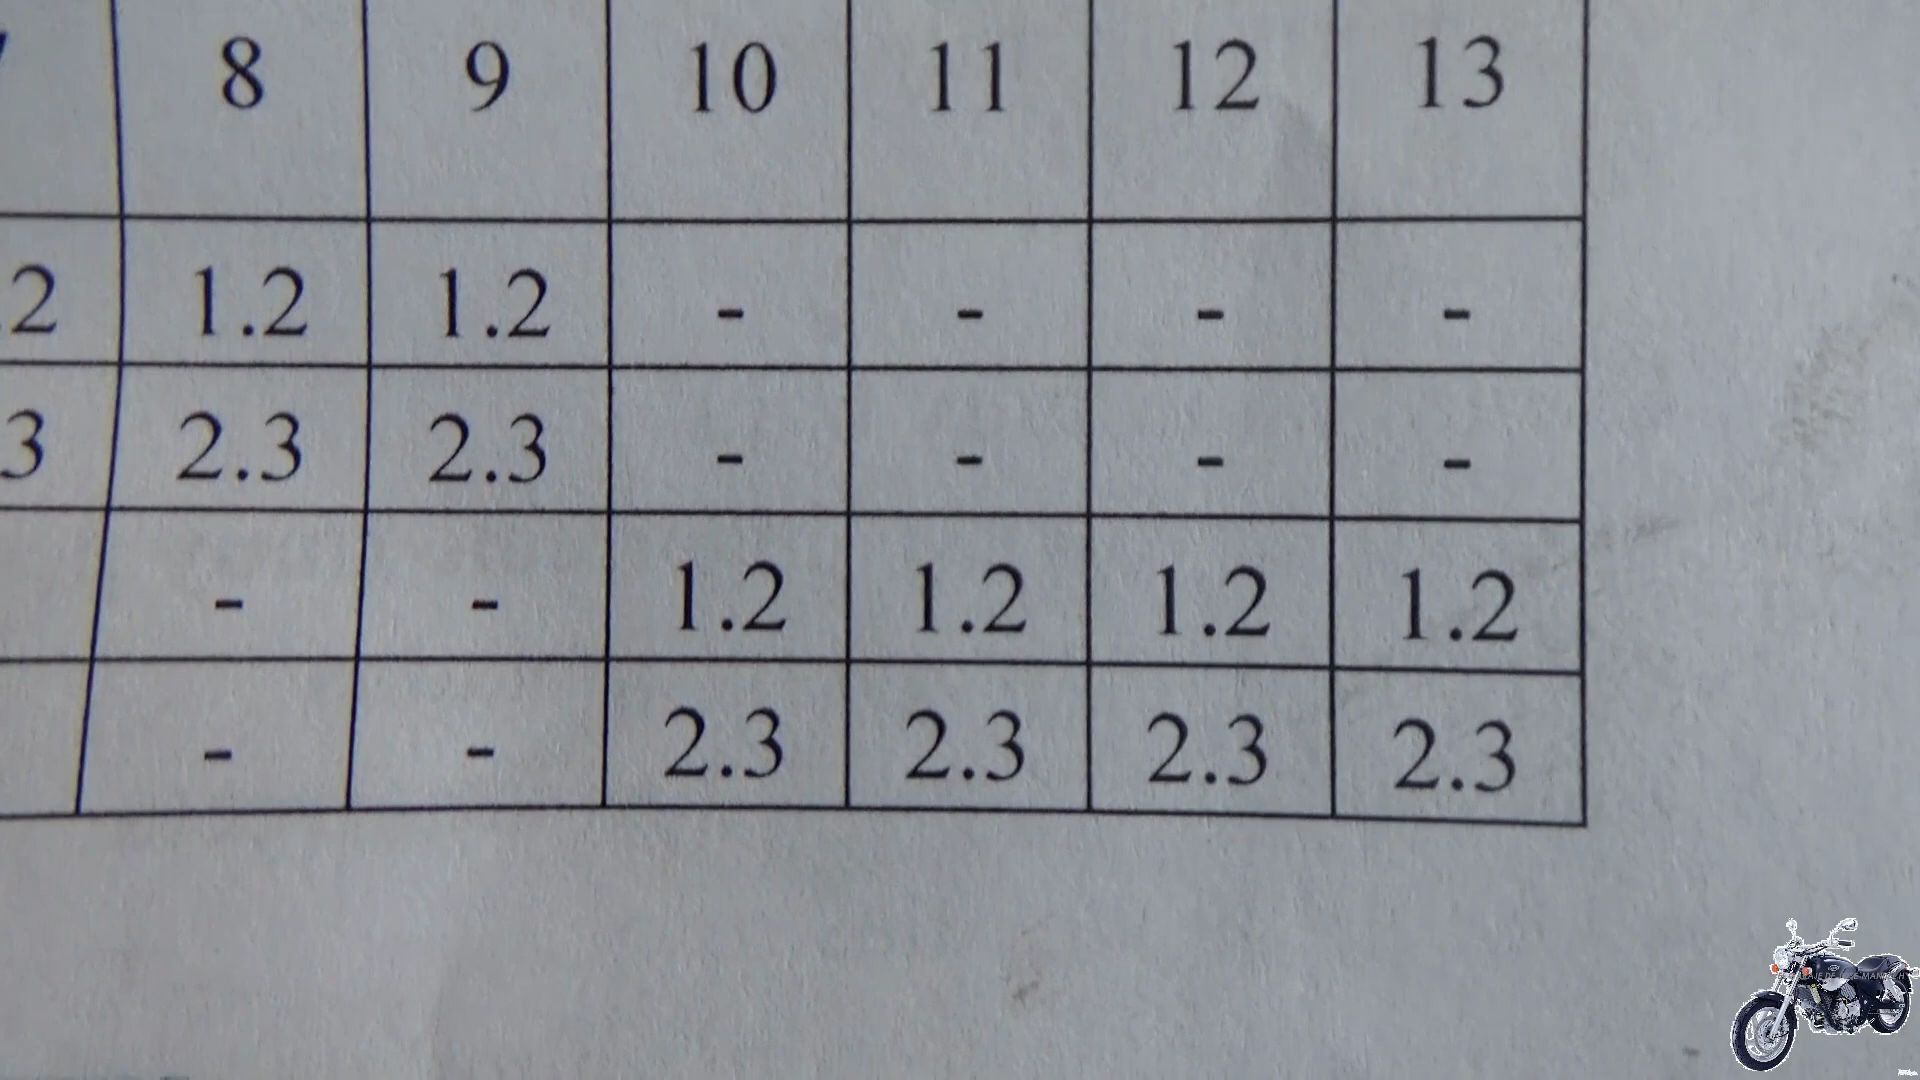 8 9 10 11 12 13
.2 1.2 1.2 - - - -
3 2.3 2.3 - - - -
- - 1.2 1.2 1.2 1.2
- - 2.3 2.3 2.3 2.3